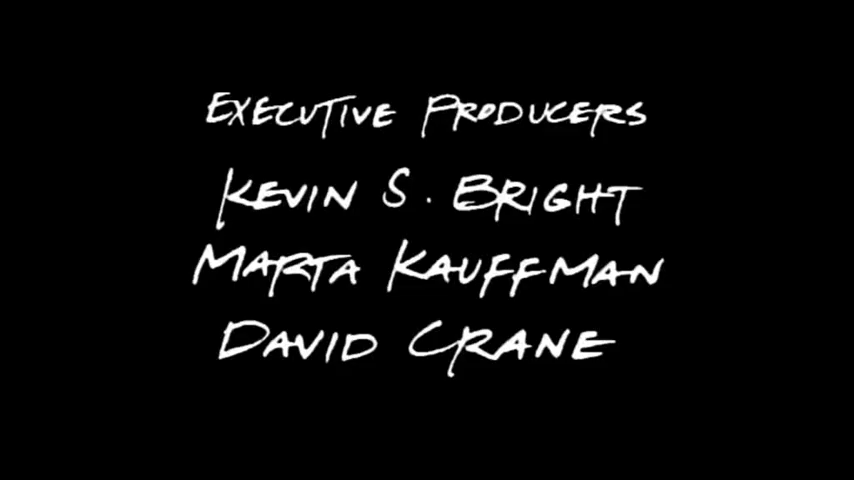 EXECUTIVE PRODUCERS
KEVIN S. BRIGHT
MARTA KAUFFMAN
DAVID CRANE